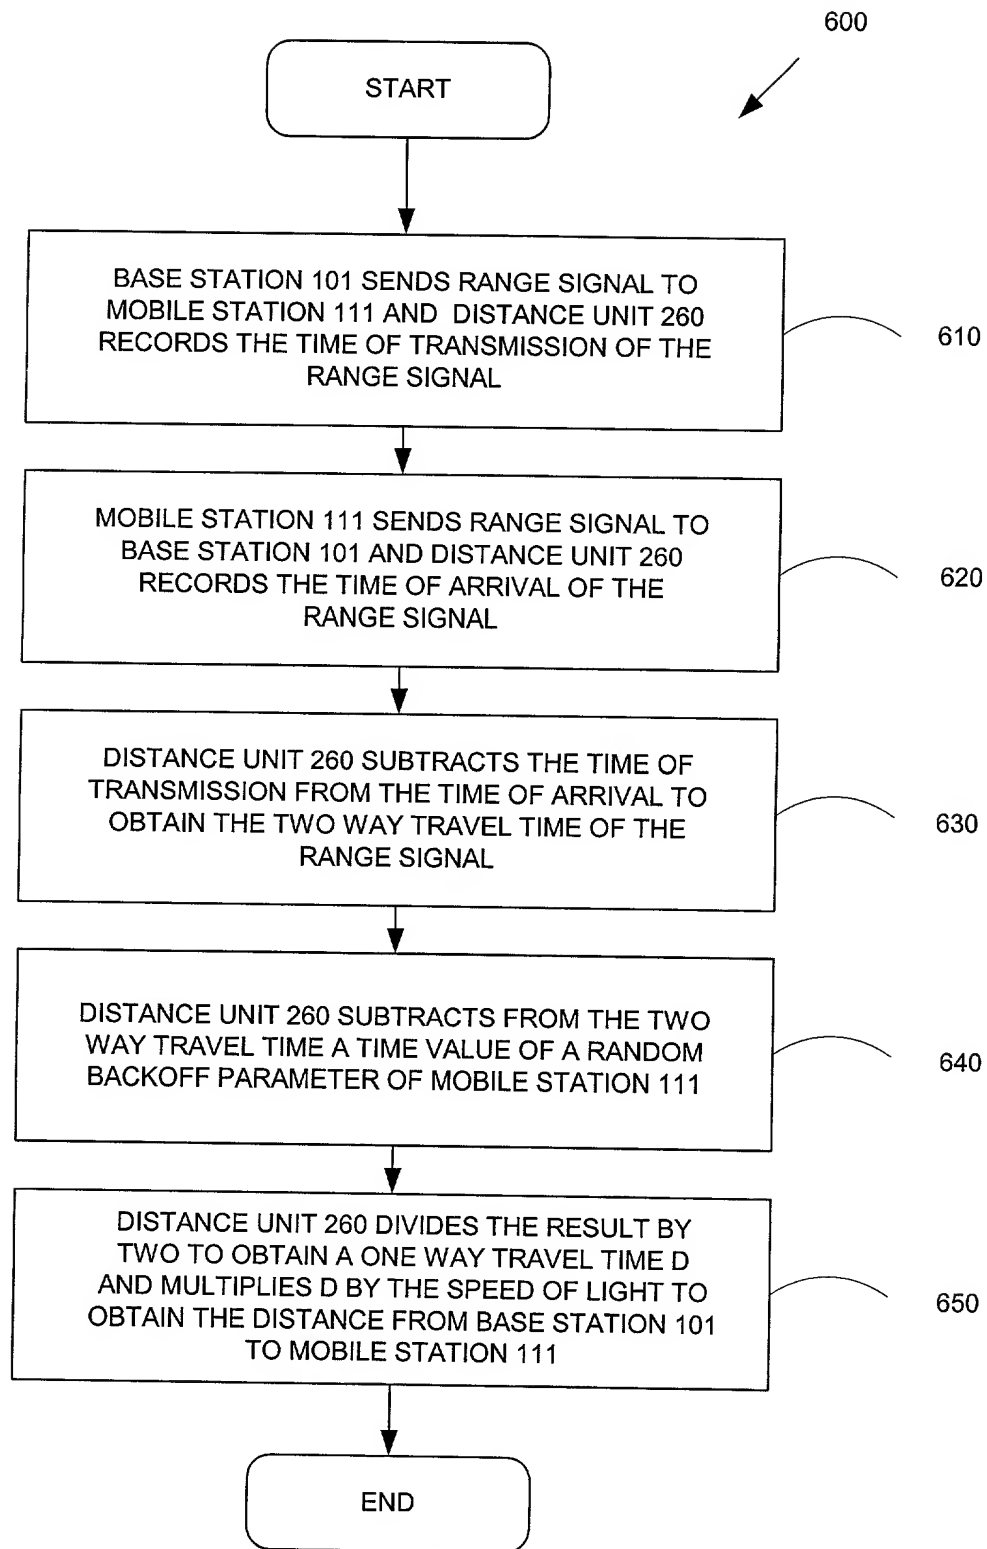 600
START
BASE STATION 101 SENDS RANGE SIGNAL TO
MOBILE STATION 111 AND DISTANCE UNIT 260
RECORDS THE TIME OF TRANSMISSION OF THE
RANGE SIGNAL
610
MOBILE STATION 111 SENDS RANGE SIGNAL TO
BASE STATION 101 AND DISTANCE UNIT 260
RECORDS THE TIME OF ARRIVAL OF THE
RANGE SIGNAL
620
DISTANCE UNIT 260 SUBTRACTS THE TIME OF
TRANSMISSION FROM THE TIME OF ARRIVAL TO
OBTAIN THE TWO WAY TRAVEL TIME OF THE
RANGE SIGNAL
630
DISTANCE UNIT 260 SUBTRACTS FROM THE TWO
WAY TRAVEL TIME A TIME VALUE OF A RANDOM
BACKOFF PARAMETER OF MOBILE STATION 111
640
DISTANCE UNIT 260 DIVIDES THE RESULT BY
TWO TO OBTAIN A ONE WAY TRAVEL TIME D
AND MULTIPLIES D BY THE SPEED OF LIGHT TO
OBTAIN THE DISTANCE FROM BASE STATION 101
TO MOBILE STATION 111
650
END